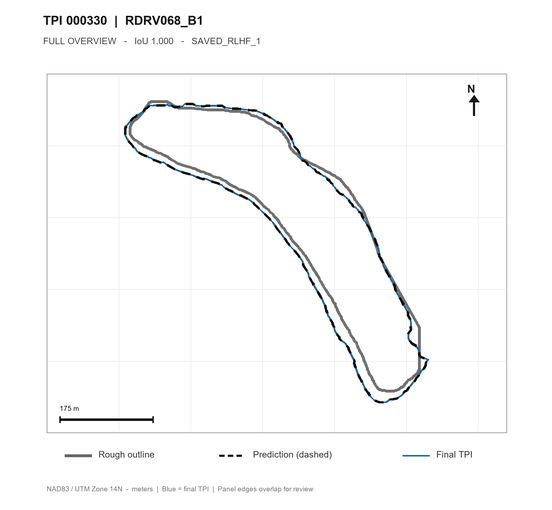 TPI 000330 | RDRV068_B1
FULL OVERVIEW - IoU 1.000 - SAVED_RLHF_1
N
175 m
Rough outline
Prediction (dashed)
Final TPI
NAD83 / UTM Zone 14N - meters | Blue = final TPI | Panel edges overlap for review